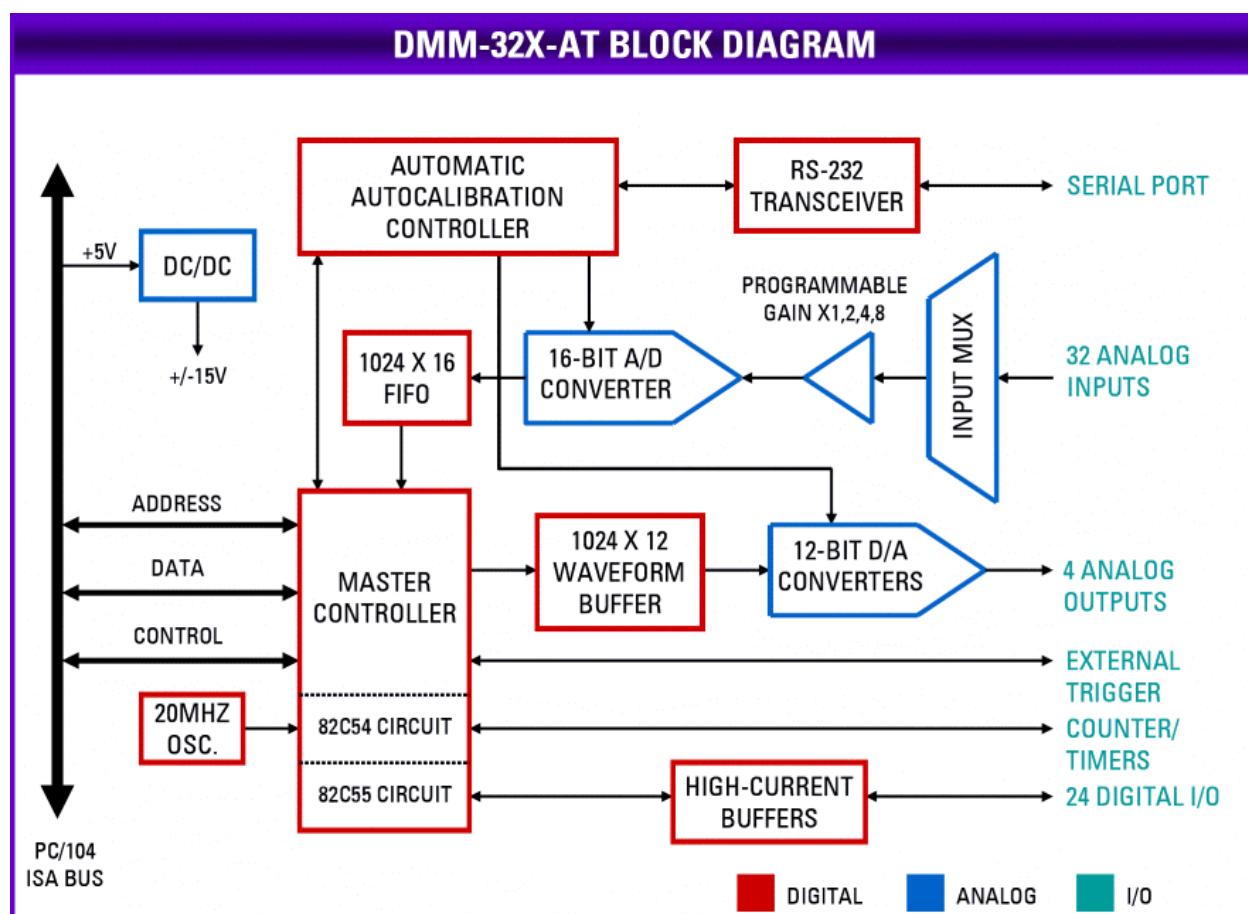 DMM-32X-AT BLOCK DIAGRAM
AUTOMATIC
AUTOCALIBRATION
CONTROLLER
RS-232
TRANSCEIVER
SERIAL PORT
+5V
DC/DC
+/-15V
PROGRAMMABLE
GAIN X1,2,4,8
1024 X 16
FIFO
16-BIT A/D
CONVERTER
INPUT MUX
32 ANALOG
INPUTS
ADDRESS
DATA
CONTROL
MASTER
CONTROLLER
1024 X 12
WAVEFORM
BUFFER
12-BIT D/A
CONVERTERS
4 ANALOG
OUTPUTS
EXTERNAL
TRIGGER
20MHZ
OSC.
82C54 CIRCUIT
COUNTER/
TIMERS
82C55 CIRCUIT
HIGH-CURRENT
BUFFERS
24 DIGITAL I/O
PC/104
ISA BUS
DIGITAL
ANALOG
I/O